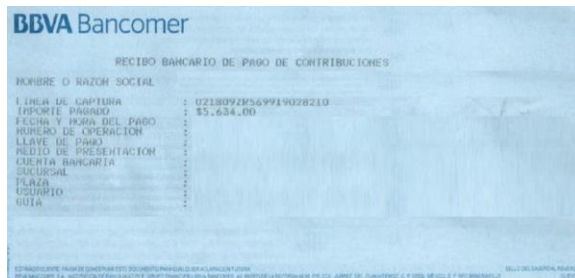 BBVA Bancomer
RECIBO BANCARIO DE PAGO DE CONTRIBUCIONES
NOMBRE O RAZON SOCIAL
LINEA DE CAPTURA : 021809ZR569919028210
IMPORTE PAGADO : $5,634.00
FECHA Y HORA DEL PAGO :
NUMERO DE OPERACION :
LLAVE DE PAGO :
MEDIO DE PRESENTACION :
CUENTA BANCARIA :
SUCURSAL :
PLAZA :
USUARIO :
GUIA :